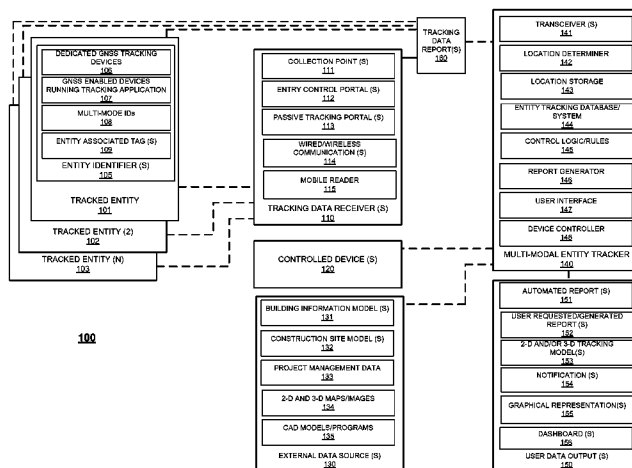 DEDICATED GNSS TRACKING
DEVICES
106
GNSS ENABLED DEVICES
RUNNING TRACKING APPLICATION
107
MULTI-MODE IDs
108
ENTITY ASSOCIATED TAG (S)
109
ENTITY IDENTIFIER (S)
105
TRACKED ENTITY
101
TRACKED ENTITY (2)
102
TRACKED ENTITY (N)
103
100
COLLECTION POINT (S)
111
ENTRY CONTROL PORTAL (S)
112
PASSIVE TRACKING PORTAL (S)
113
WIRED/WIRELESS
COMMUNICATION (S)
114
MOBILE READER
115
TRACKING DATA RECEIVER (S)
110
CONTROLLED DEVICE (S)
120
BUILDING INFORMATION MODEL (S)
131
CONSTRUCTION SITE MODEL (S)
132
PROJECT MANAGEMENT DATA
133
2-D AND 3-D MAPS/IMAGES
134
CAD MODELS/PROGRAMS
135
EXTERNAL DATA SOURCE (S)
130
TRACKING
DATA
REPORT(S)
180
TRANSCEIVER (S)
141
LOCATION DETERMINER
142
LOCATION STORAGE
143
ENTITY TRACKING DATABASE/
SYSTEM
144
CONTROL LOGIC/RULES
145
REPORT GENERATOR
146
USER INTERFACE
147
DEVICE CONTROLLER
148
MULTI-MODAL ENTITY TRACKER
140
AUTOMATED REPORT (S)
151
USER REQUESTED/GENERATED
REPORT (S)
152
2-D AND/OR 3-D TRACKING
MODEL(S)
153
NOTIFICATION (S)
154
GRAPHICAL REPRESENTATION(S)
155
DASHBOARD (S)
156
USER DATA OUTPUT (S)
150